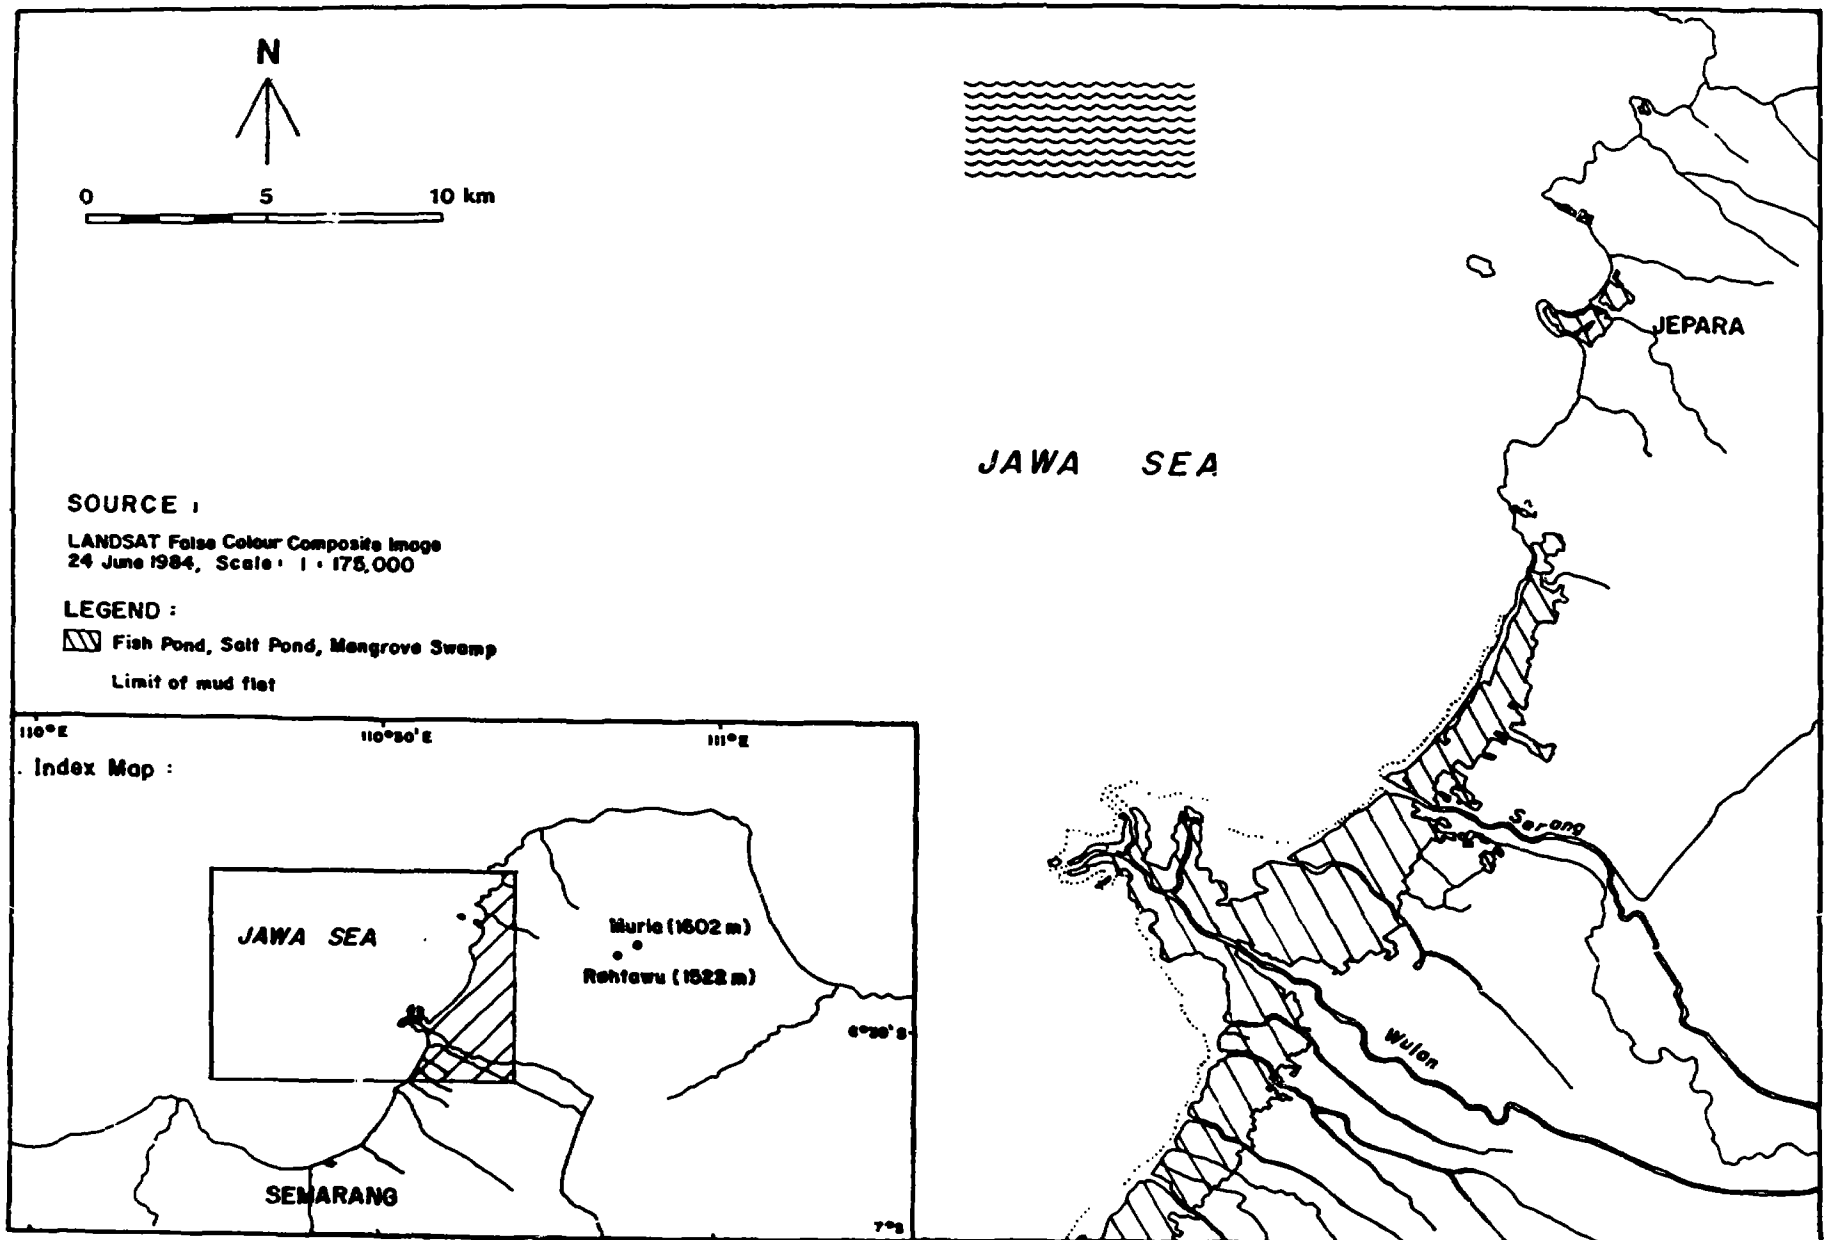 N
0 5 10 km
JEPARA
JAWA SEA
SOURCE :
LANDSAT False Colour Composite Image
24 June 1984, Scale : 1 : 175,000
LEGEND :
Fish Pond, Salt Pond, Mangrove Swamp
Limit of mud flat
110°E 110°30'E 111°E
Index Map :
Serang
Muria (1602 m)
JAWA SEA
Rahtawu (1522 m)
6°30'S
Wulan
SEMARANG
7°S